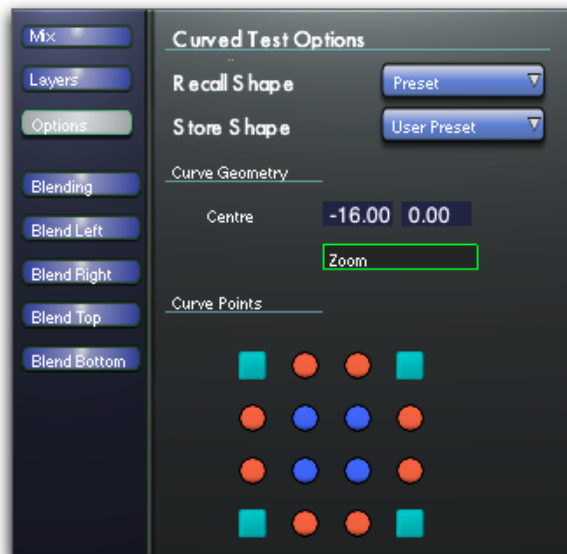 Mix
Layers
Options
Blending
Blend Left
Blend Right
Blend Top
Blend Bottom
Curved Test Options
Recall Shape Preset
Store Shape User Preset
Curve Geometry
Centre -16.00 0.00
Zoom
Curve Points